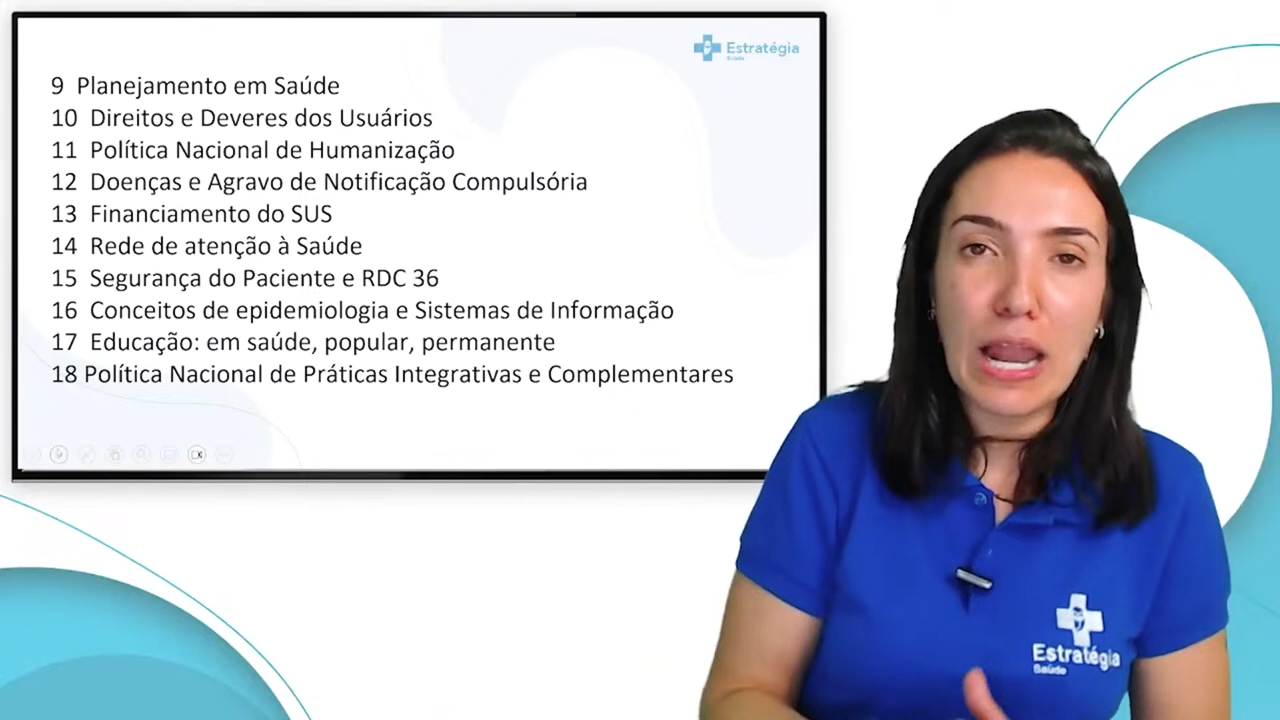 Estratégia
Saúde
9 Planejamento em Saúde
10 Direitos e Deveres dos Usuários
11 Política Nacional de Humanização
12 Doenças e Agravo de Notificação Compulsória
13 Financiamento do SUS
14 Rede de atenção à Saúde
15 Segurança do Paciente e RDC 36
16 Conceitos de epidemiologia e Sistemas de Informação
17 Educação: em saúde, popular, permanente
18 Política Nacional de Práticas Integrativas e Complementares
Estratégia
Saúde